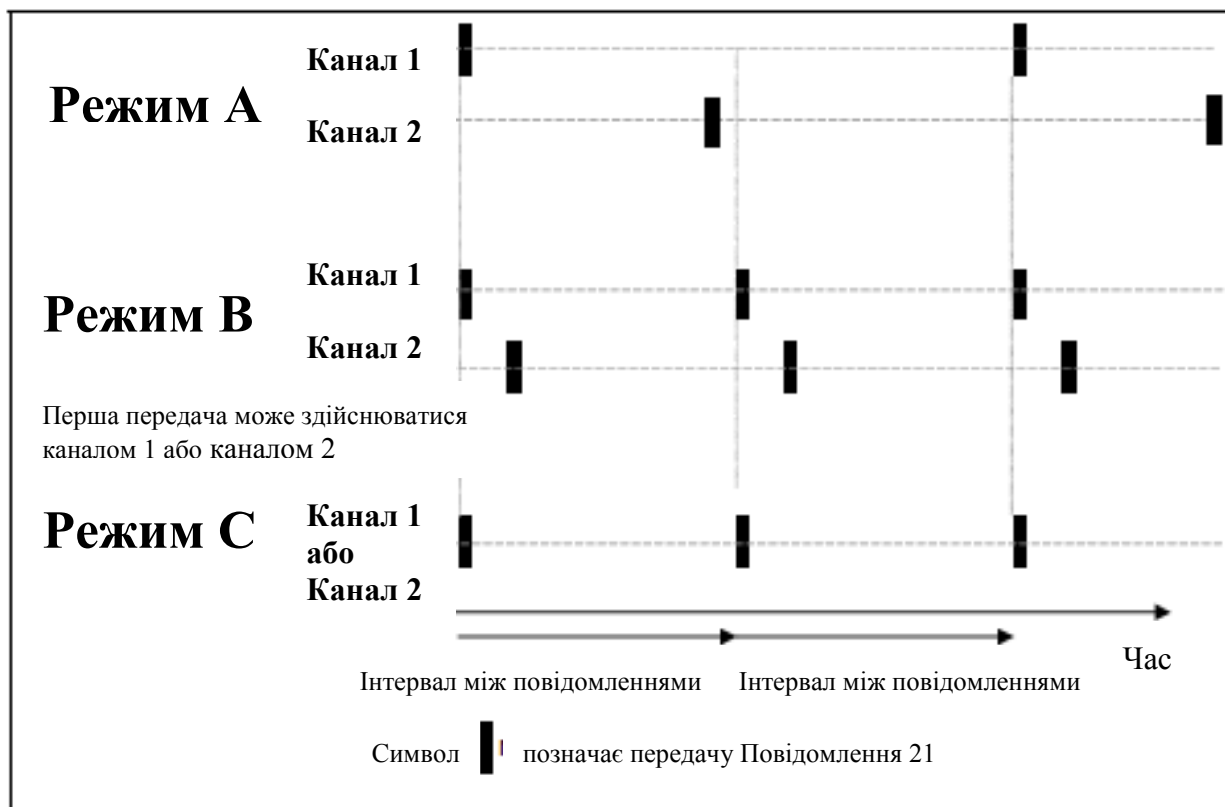 Режим А
Канал 1
Канал 2
Режим В
Канал 1
Канал 2
Перша передача може здійснюватися
каналом 1 або каналом 2
Режим С
Канал 1
або
Канал 2
Час
Інтервал між повідомленнями Інтервал між повідомленнями
Символ позначає передачу Повідомлення 21